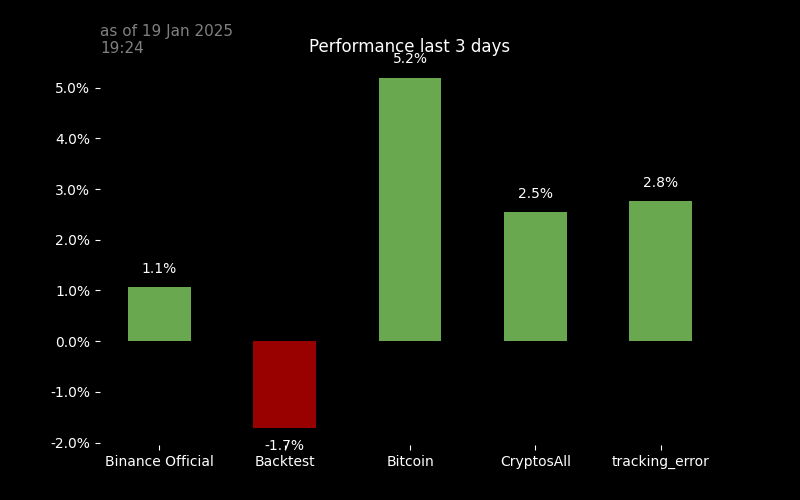 as of 19 Jan 2025
19:24
Performance last 3 days
5.2%
5.0%
4.0%
3.0%
2.0%
1.0%
0.0%
-1.0%
-2.0%
1.1%
-1.7%
2.5%
2.8%
Binance Official
Backtest
Bitcoin
CryptosAll
tracking_error